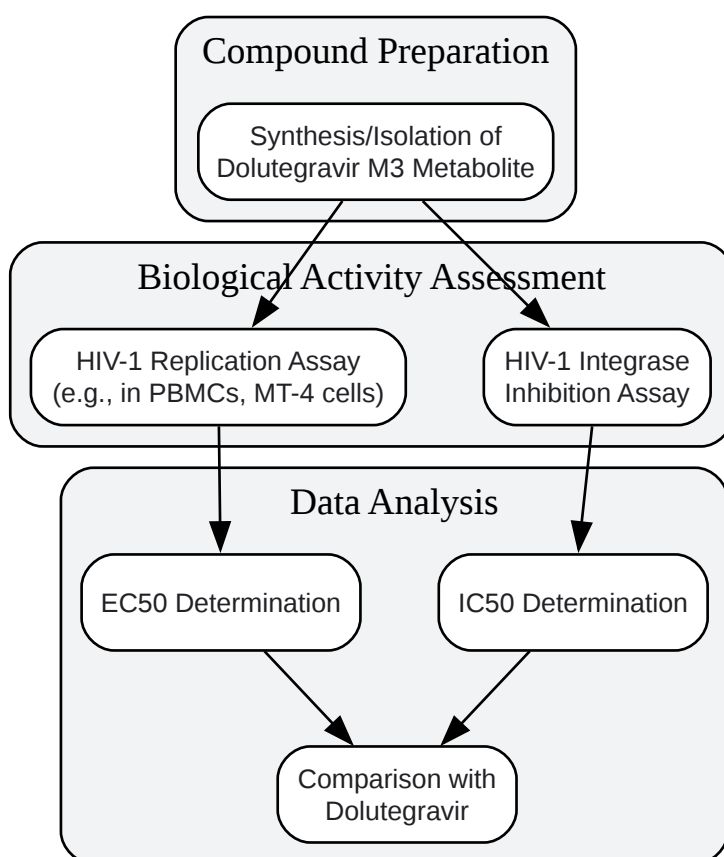 Compound Preparation
Synthesis/Isolation of
Dolutegravir M3 Metabolite
Biological Activity Assessment
HIV-1 Replication Assay
(e.g., in PBMCs, MT-4 cells)
HIV-1 Integrase
Inhibition Assay
Data Analysis
EC50 Determination
IC50 Determination
Comparison with
Dolutegravir